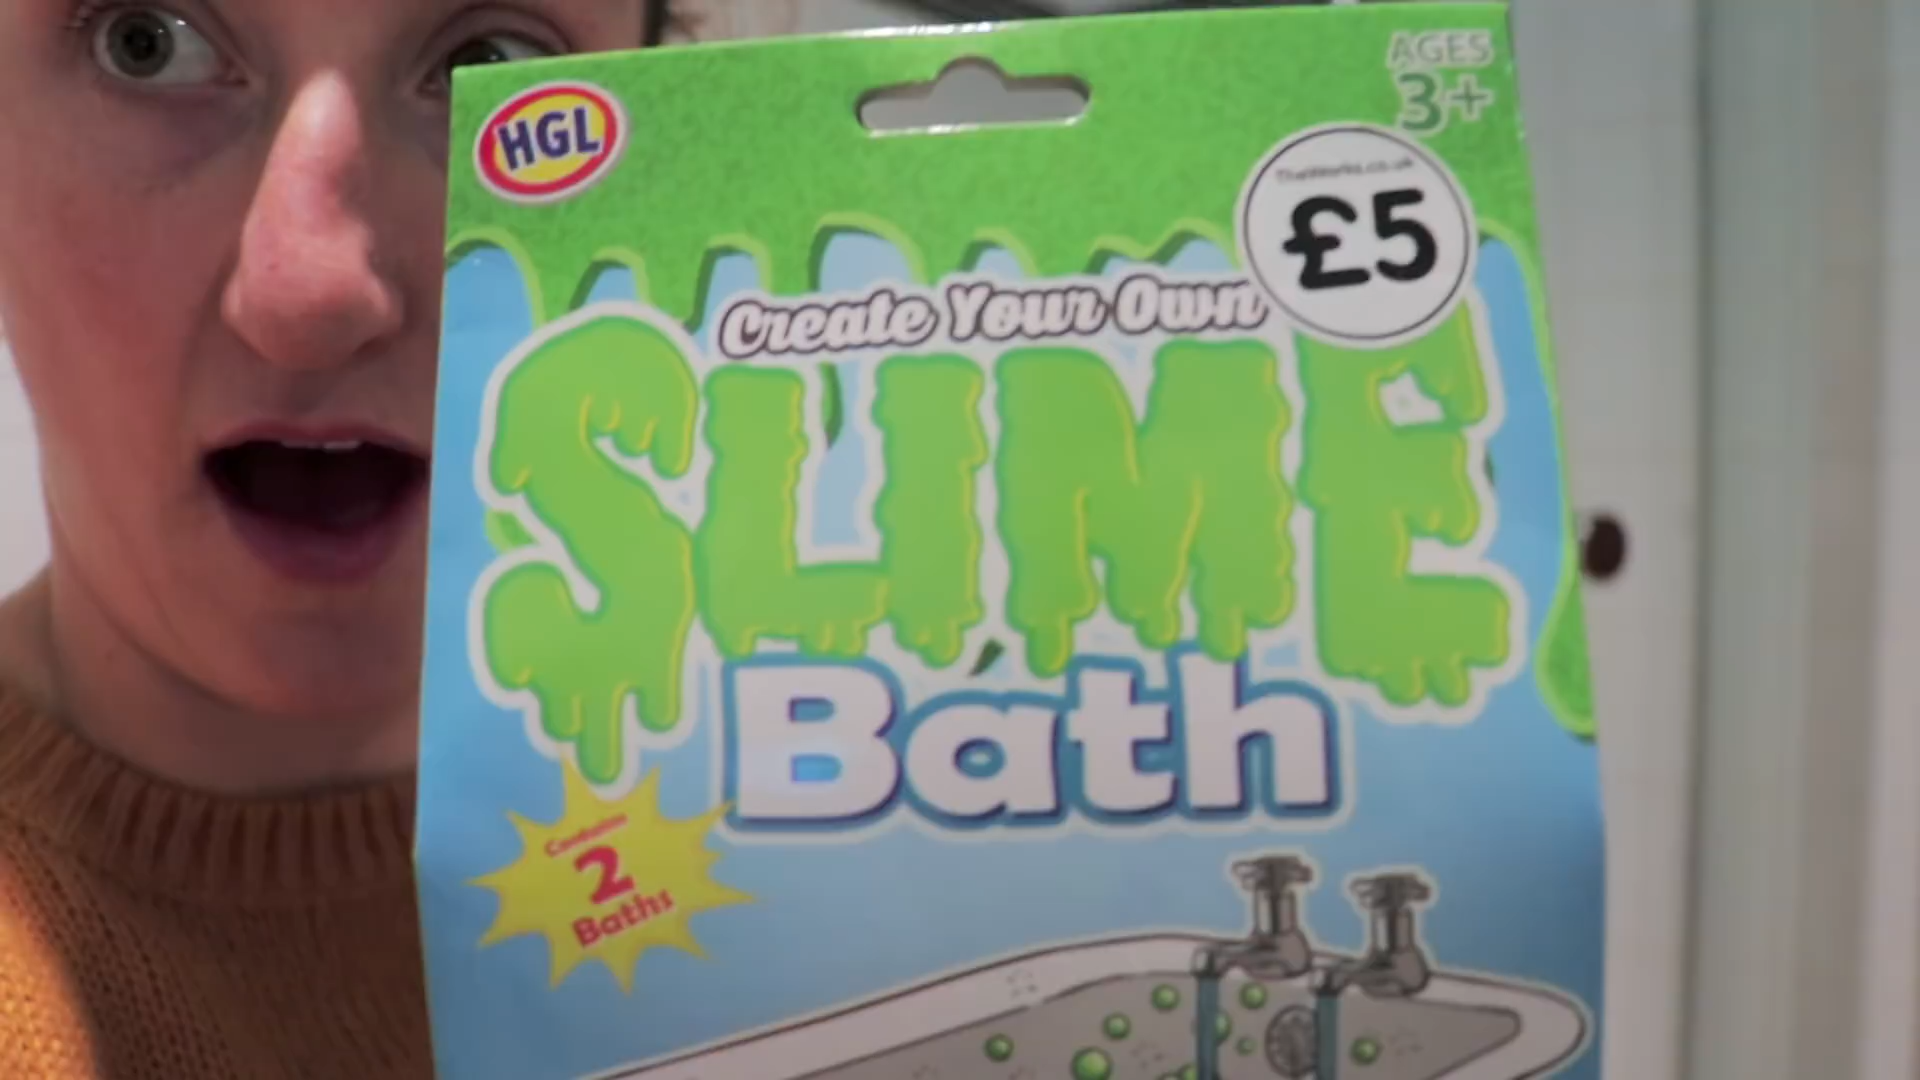 HGL
AGES
3+
TheWorks.co.uk
£5
Create Your Own
SLIME
Bath
Contains
2
Baths